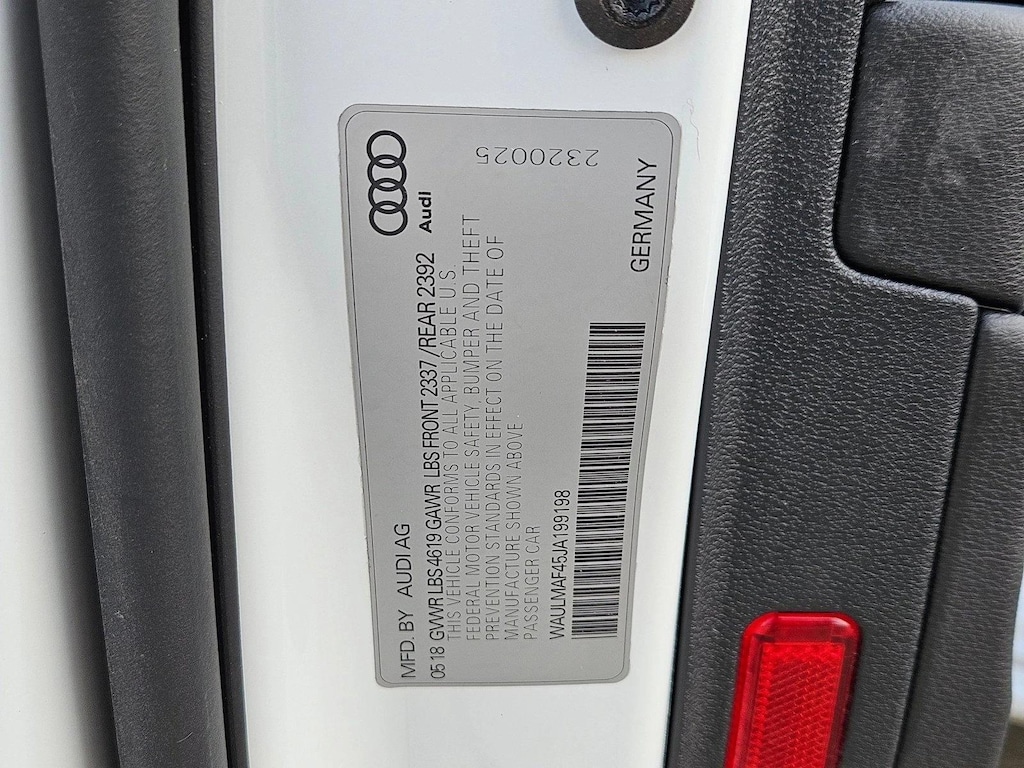 MFD. BY AUDI AG
Audi
0518 GVWR LBS 4619 GAWR LBS FRONT 2337 / REAR 2392
THIS VEHICLE CONFORMS TO ALL APPLICABLE U.S.
FEDERAL MOTOR VEHICLE SAFETY, BUMPER AND THEFT
PREVENTION STANDARDS IN EFFECT ON THE DATE OF
MANUFACTURE SHOWN ABOVE
PASSENGER CAR
2320025
WAULMAF45JA199198
GERMANY